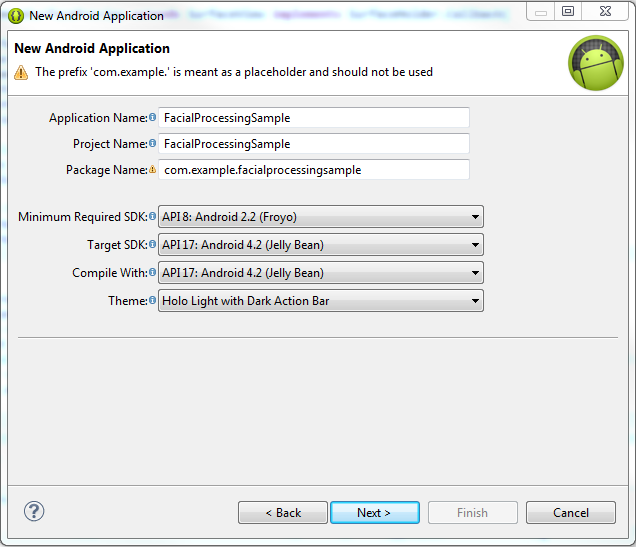 New Android Application
New Android Application
The prefix 'com.example.' is meant as a placeholder and should not be used
Application Name: FacialProcessingSample
Project Name: FacialProcessingSample
Package Name: com.example.facialprocessingsample
Minimum Required SDK: API 8: Android 2.2 (Froyo)
Target SDK: API 17: Android 4.2 (Jelly Bean)
Compile With: API 17: Android 4.2 (Jelly Bean)
Theme: Holo Light with Dark Action Bar
? < Back Next > Finish Cancel